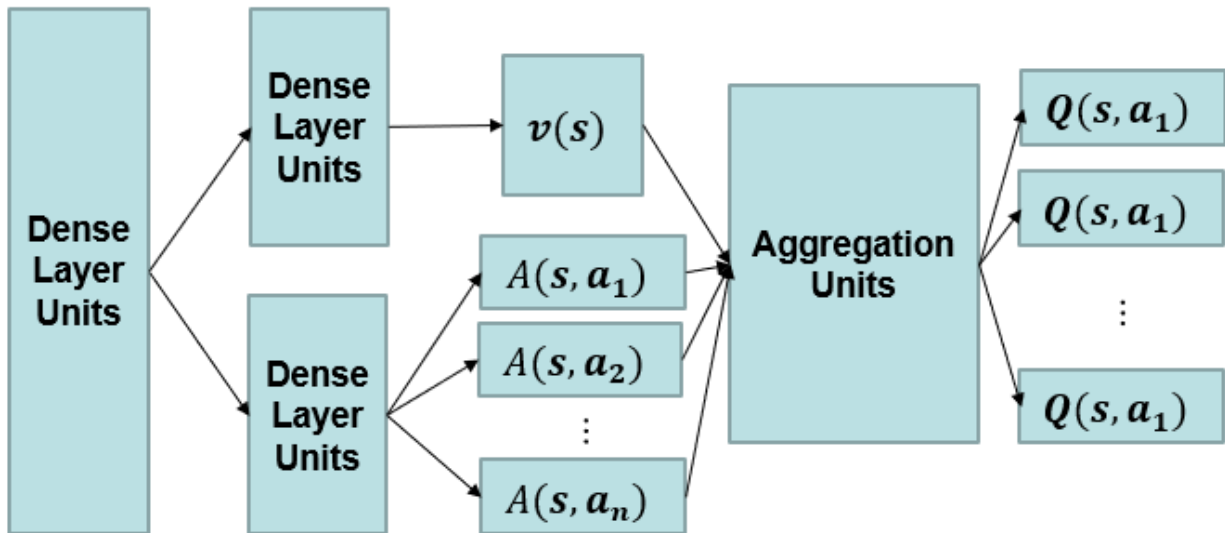 Dense
Layer
Units
Dense
Layer
Units
Dense
Layer
Units
v(s)
A(s, a₁)
A(s, a₂)
⋮
A(s, aₙ)
Aggregation
Units
Q(s, a₁)
Q(s, a₁)
⋮
Q(s, a₁)